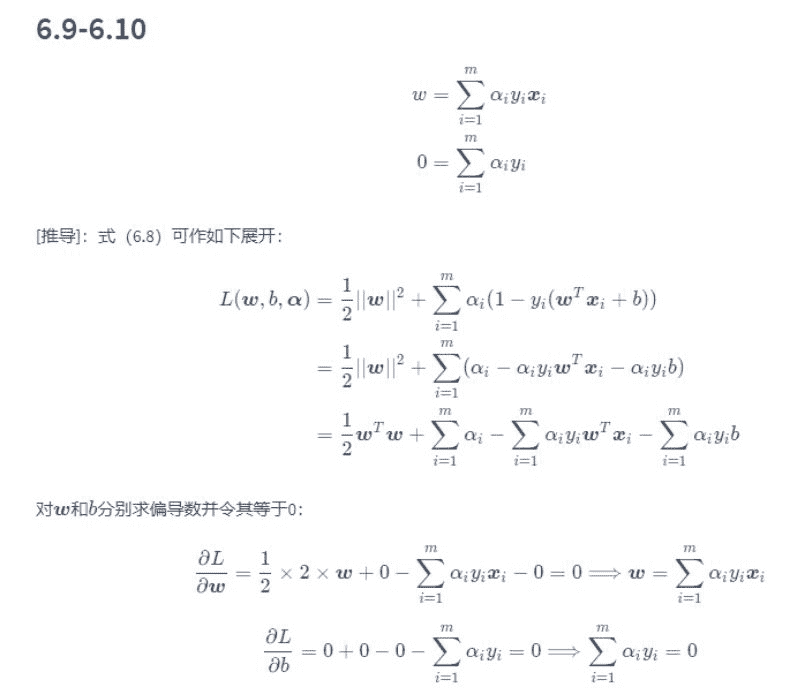 6.9-6.10
w = \sum_{i=1}^{m} \alpha_i y_i \boldsymbol{x}_i
0 = \sum_{i=1}^{m} \alpha_i y_i
[推导]：式（6.8）可作如下展开：
L(\boldsymbol{w}, b, \boldsymbol{\alpha}) = \frac{1}{2}||\boldsymbol{w}||^2 + \sum_{i=1}^{m} \alpha_i(1 - y_i(\boldsymbol{w}^T \boldsymbol{x}_i + b))
= \frac{1}{2}||\boldsymbol{w}||^2 + \sum_{i=1}^{m} (\alpha_i - \alpha_i y_i \boldsymbol{w}^T \boldsymbol{x}_i - \alpha_i y_i b)
= \frac{1}{2}\boldsymbol{w}^T \boldsymbol{w} + \sum_{i=1}^{m} \alpha_i - \sum_{i=1}^{m} \alpha_i y_i \boldsymbol{w}^T \boldsymbol{x}_i - \sum_{i=1}^{m} \alpha_i y_i b
对\boldsymbol{w}和b分别求偏导数并令其等于0：
\frac{\partial L}{\partial \boldsymbol{w}} = \frac{1}{2} \times 2 \times \boldsymbol{w} + 0 - \sum_{i=1}^{m} \alpha_i y_i \boldsymbol{x}_i - 0 = 0 \Longrightarrow \boldsymbol{w} = \sum_{i=1}^{m} \alpha_i y_i \boldsymbol{x}_i
\frac{\partial L}{\partial b} = 0 + 0 - 0 - \sum_{i=1}^{m} \alpha_i y_i = 0 \Longrightarrow \sum_{i=1}^{m} \alpha_i y_i = 0